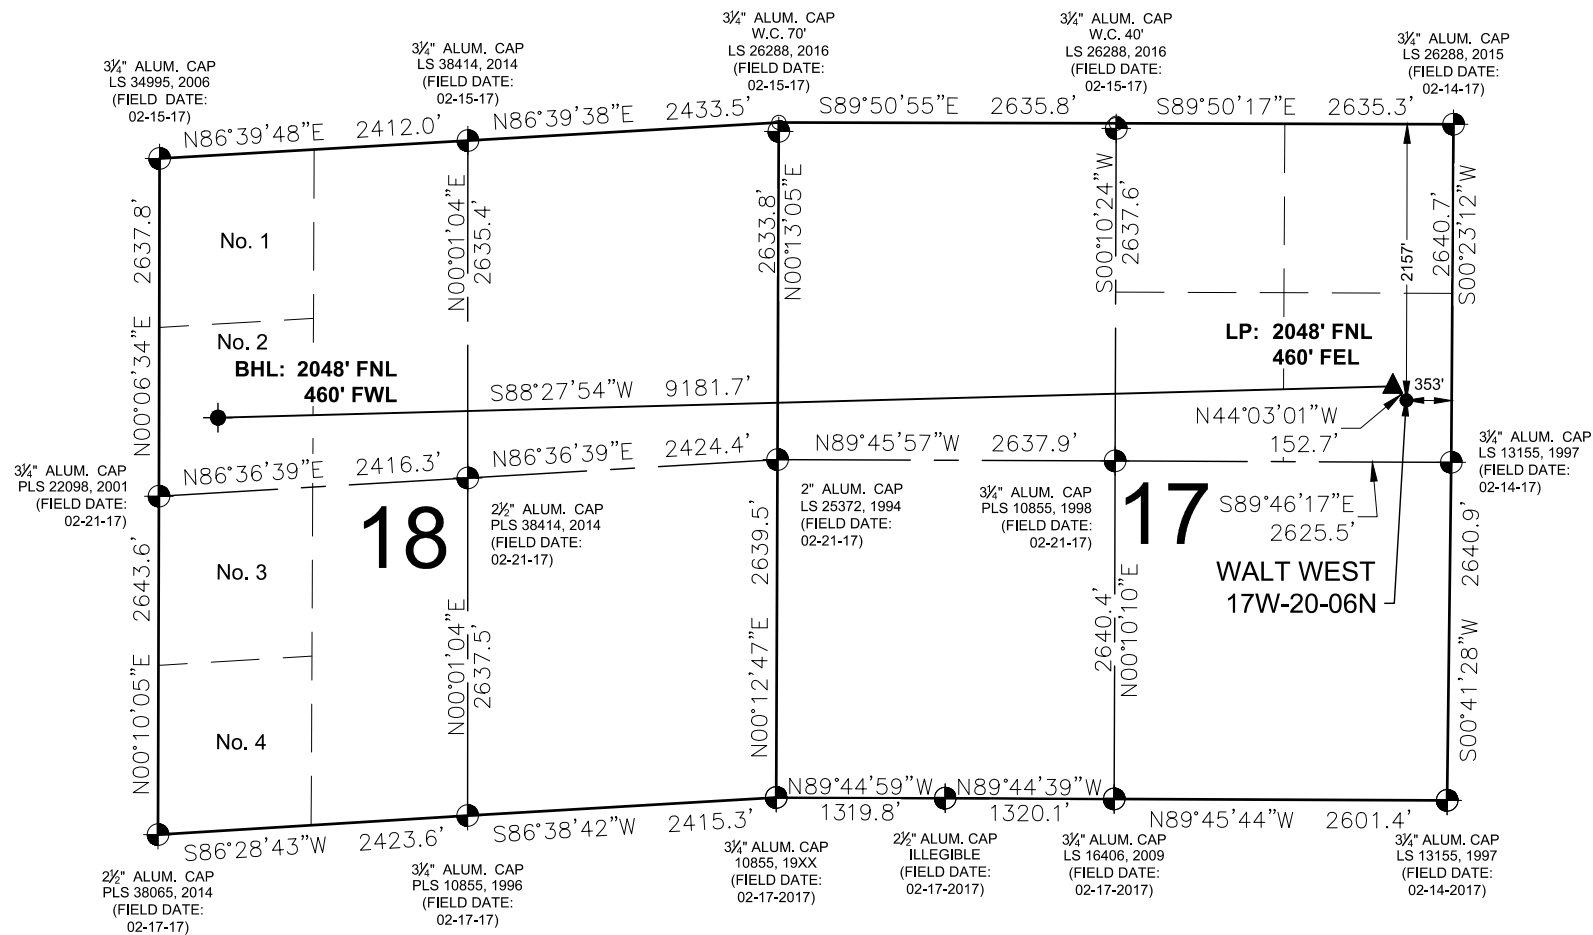 3¼" ALUM. CAP
LS 34995, 2006
(FIELD DATE:
02-15-17)
3¼" ALUM. CAP
LS 38414, 2014
(FIELD DATE:
02-15-17)
3¼" ALUM. CAP
W.C. 70'
LS 26288, 2016
(FIELD DATE:
02-15-17)
3¼" ALUM. CAP
W.C. 40'
LS 26288, 2016
(FIELD DATE:
02-15-17)
3¼" ALUM. CAP
LS 26288, 2015
(FIELD DATE:
02-14-17)
N86°39'48"E 2412.0'
N86°39'38"E 2433.5'
S89°50'55"E 2635.8'
S89°50'17"E 2635.3'
2637.8'
N00°06'34"E
No. 1
No. 2
N00°01'04"E
2635.4'
2633.8'
N00°13'05"E
S00°10'24"W
2637.6'
2157'
2640.7'
S00°23'12"W
BHL: 2048' FNL
460' FWL
LP: 2048' FNL
460' FEL
S88°27'54"W 9181.7'
353'
N44°03'01"W
152.7'
3¼" ALUM. CAP
PLS 22098, 2001
(FIELD DATE:
02-21-17)
N86°36'39"E 2416.3'
N86°36'39"E 2424.4'
N89°45'57"W 2637.9'
3¼" ALUM. CAP
LS 13155, 1997
(FIELD DATE:
02-14-17)
18
2½" ALUM. CAP
PLS 38414, 2014
(FIELD DATE:
02-21-17)
2" ALUM. CAP
LS 25372, 1994
(FIELD DATE:
02-21-17)
3¼" ALUM. CAP
PLS 10855, 1998
(FIELD DATE:
02-21-17)
17
S89°46'17"E
2625.5'
WALT WEST
17W-20-06N
2643.6'
N00°10'05"E
No. 3
No. 4
N00°01'04"E
2637.5'
2639.5'
N00°12'47"E
2640.4'
N00°10'10"E
2640.9'
S00°41'28"W
S86°28'43"W 2423.6'
S86°38'42"W 2415.3'
N89°44'59"W
1319.8'
N89°44'39"W
1320.1'
N89°45'44"W 2601.4'
2½" ALUM. CAP
PLS 38065, 2014
(FIELD DATE:
02-17-17)
3¼" ALUM. CAP
PLS 10855, 1996
(FIELD DATE:
02-17-17)
3¼" ALUM. CAP
10855, 19XX
(FIELD DATE:
02-17-2017)
2½" ALUM. CAP
ILLEGIBLE
(FIELD DATE:
02-17-2017)
3¼" ALUM. CAP
LS 16406, 2009
(FIELD DATE:
02-17-2017)
3¼" ALUM. CAP
LS 13155, 1997
(FIELD DATE:
02-14-2017)